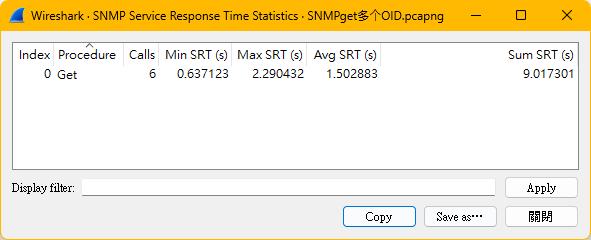 Wireshark · SNMP Service Response Time Statistics · SNMPget多个OID.pcapng
Index Procedure Calls Min SRT (s) Max SRT (s) Avg SRT (s) Sum SRT (s)
0 Get 6 0.637123 2.290432 1.502883 9.017301
Display filter: Apply
Copy Save as⋯ 關閉